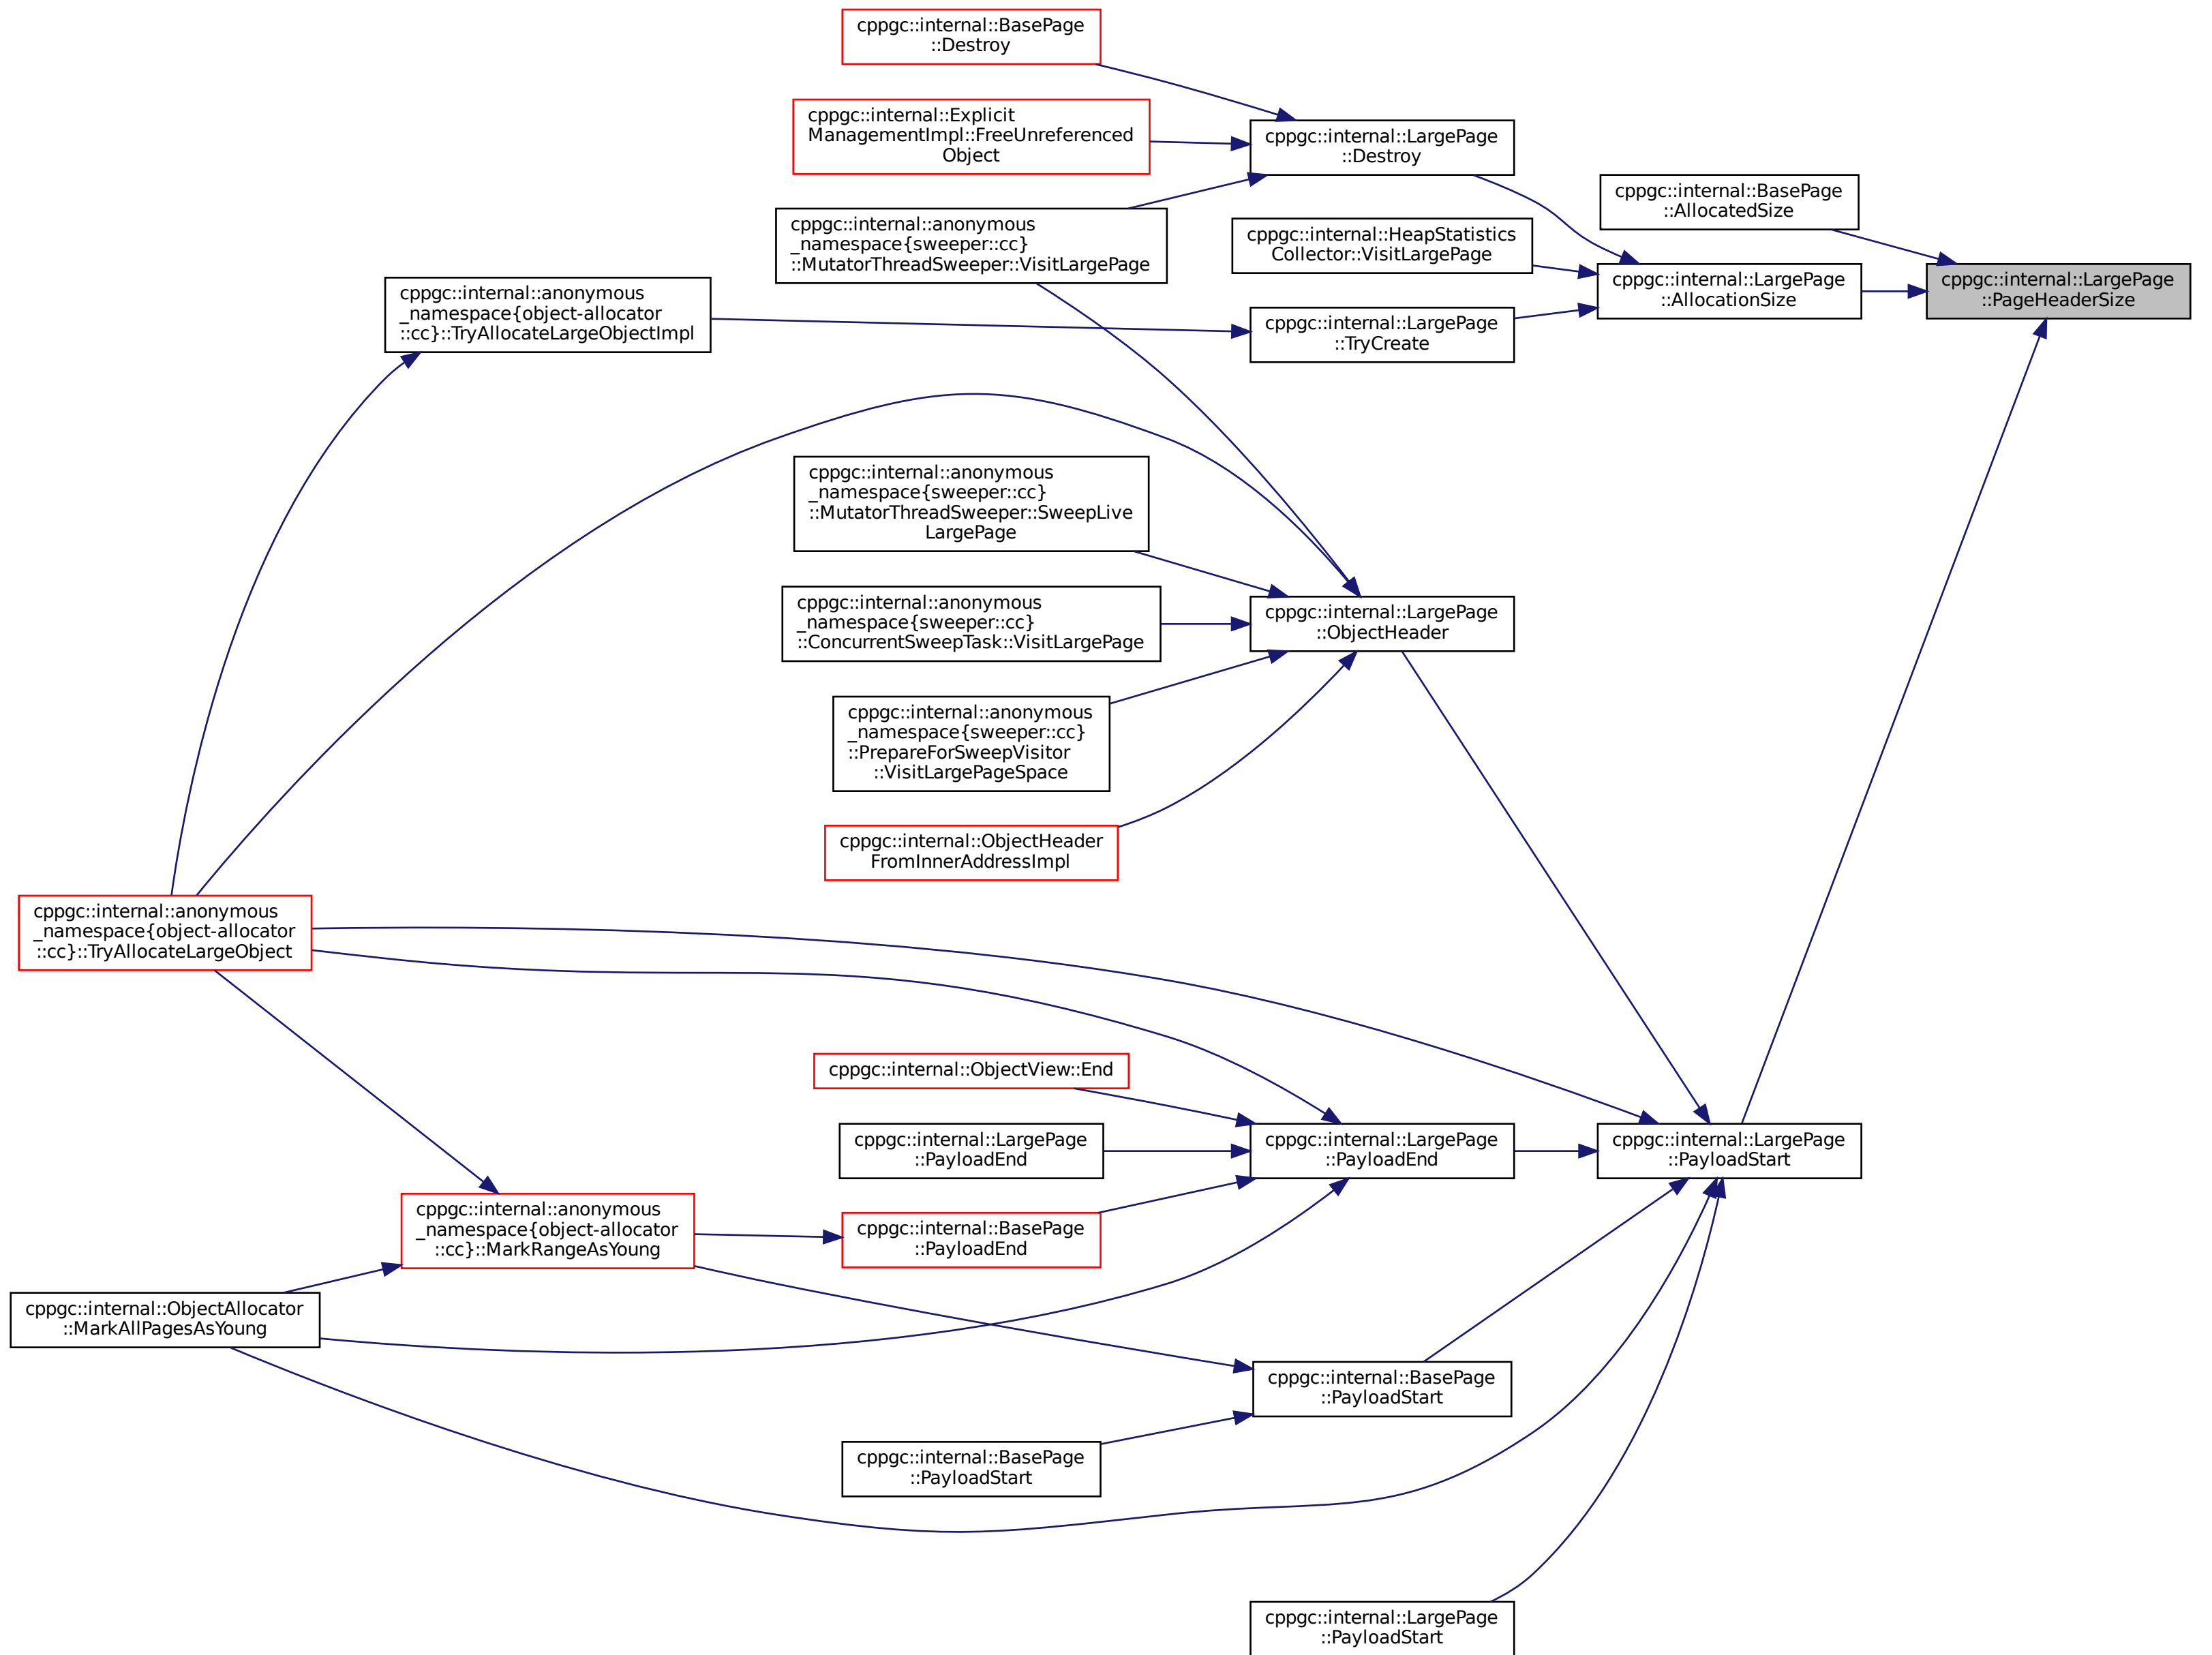 cppgc::internal::BasePage
::Destroy
cppgc::internal::Explicit
ManagementImpl::FreeUnreferenced
Object
cppgc::internal::LargePage
::Destroy
cppgc::internal::BasePage
::AllocatedSize
cppgc::internal::anonymous
_namespace{sweeper::cc}
::MutatorThreadSweeper::VisitLargePage
cppgc::internal::HeapStatistics
Collector::VisitLargePage
cppgc::internal::LargePage
::AllocationSize
cppgc::internal::LargePage
::PageHeaderSize
cppgc::internal::anonymous
_namespace{object-allocator
::cc}::TryAllocateLargeObjectImpl
cppgc::internal::LargePage
::TryCreate
cppgc::internal::anonymous
_namespace{sweeper::cc}
::MutatorThreadSweeper::SweepLive
LargePage
cppgc::internal::anonymous
_namespace{sweeper::cc}
::ConcurrentSweepTask::VisitLargePage
cppgc::internal::LargePage
::ObjectHeader
cppgc::internal::anonymous
_namespace{sweeper::cc}
::PrepareForSweepVisitor
::VisitLargePageSpace
cppgc::internal::ObjectHeader
FromInnerAddressImpl
cppgc::internal::anonymous
_namespace{object-allocator
::cc}::TryAllocateLargeObject
cppgc::internal::ObjectView::End
cppgc::internal::LargePage
::PayloadEnd
cppgc::internal::LargePage
::PayloadEnd
cppgc::internal::LargePage
::PayloadStart
cppgc::internal::anonymous
_namespace{object-allocator
::cc}::MarkRangeAsYoung
cppgc::internal::BasePage
::PayloadEnd
cppgc::internal::ObjectAllocator
::MarkAllPagesAsYoung
cppgc::internal::BasePage
::PayloadStart
cppgc::internal::BasePage
::PayloadStart
cppgc::internal::LargePage
::PayloadStart